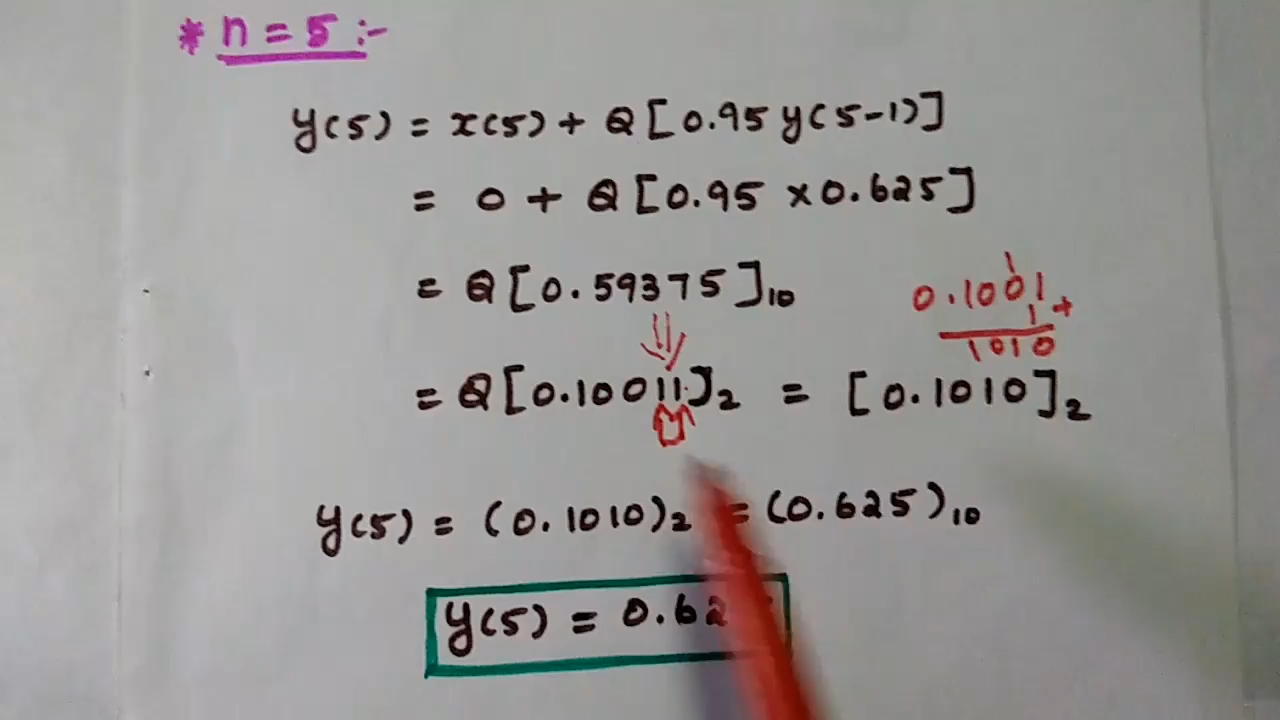 * n = 5 :-
y(5) = x(5) + Q[0.95 y(5-1)]
= 0 + Q[0.95 × 0.625]
= Q[0.59375]₁₀
0.1001
1
1 +
1010
= Q[0.10011.]₂ = [0.1010]₂
y(5) = (0.1010)₂ = (0.625)₁₀
y(5) = 0.62